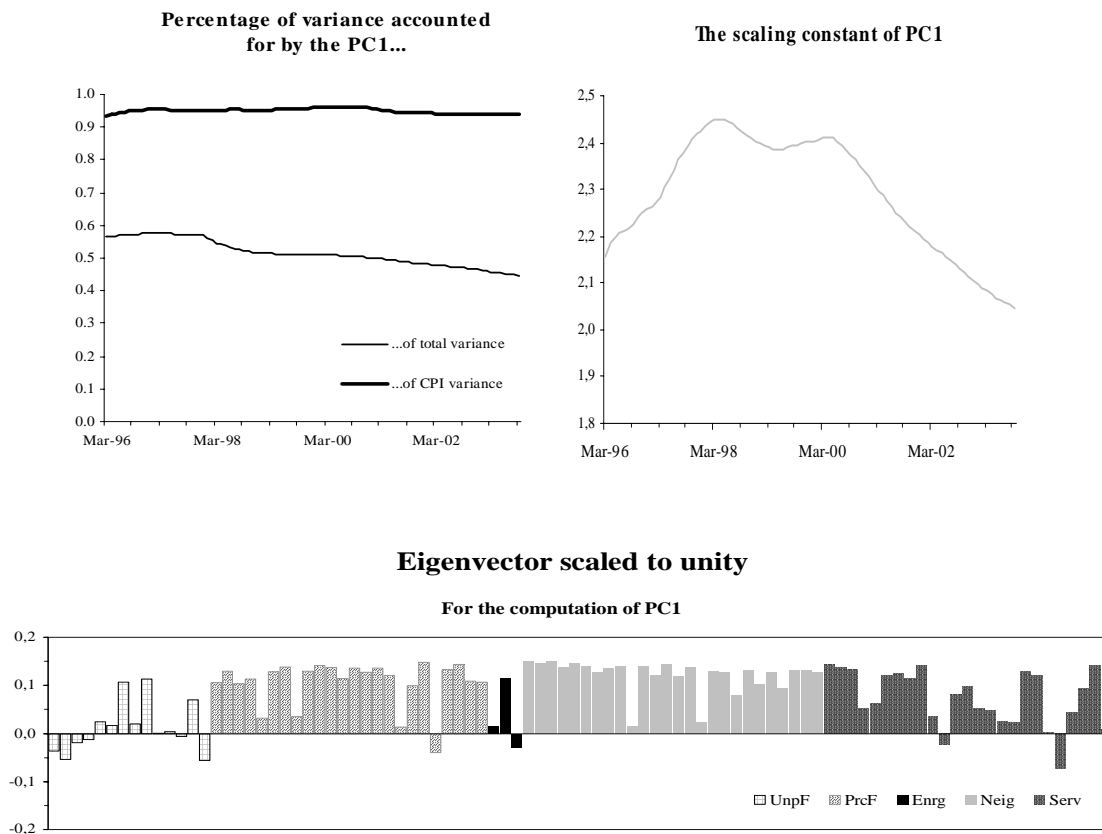 Percentage of variance accounted
for by the PC1...
1.0
0.9
0.8
0.7
0.6
0.5
0.4
0.3
0.2
0.1
0.0
...of total variance
...of CPI variance
Mar-96
Mar-98
Mar-00
Mar-02
The scaling constant of PC1
2,5
2,4
2,3
2,2
2,1
2,0
1,9
1,8
Mar-96
Mar-98
Mar-00
Mar-02
Eigenvector scaled to unity
For the computation of PC1
0,2
0,1
0,0
-0,1
-0,2
UnpF PrcF Enrg Neig Serv